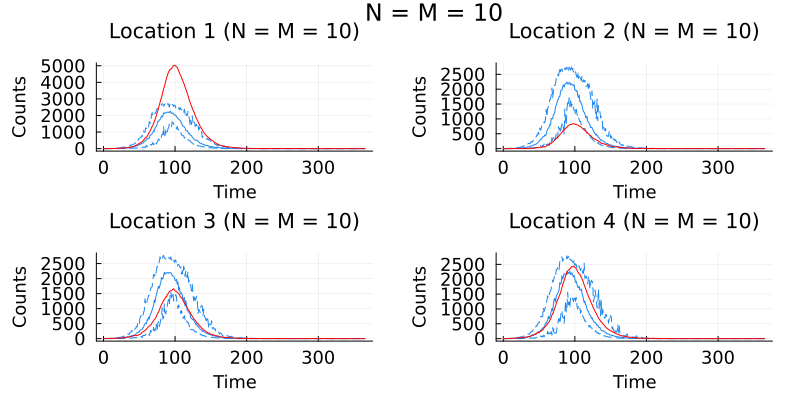 N = M = 10
Location 1 (N = M = 10)
Location 2 (N = M = 10)
Counts
5000
4000
3000
2000
1000
0
0 100 200 300
Time
Counts
2500
2000
1500
1000
500
0
0 100 200 300
Time
Location 3 (N = M = 10)
Location 4 (N = M = 10)
Counts
2500
2000
1500
1000
500
0
0 100 200 300
Time
Counts
2500
2000
1500
1000
500
0
0 100 200 300
Time